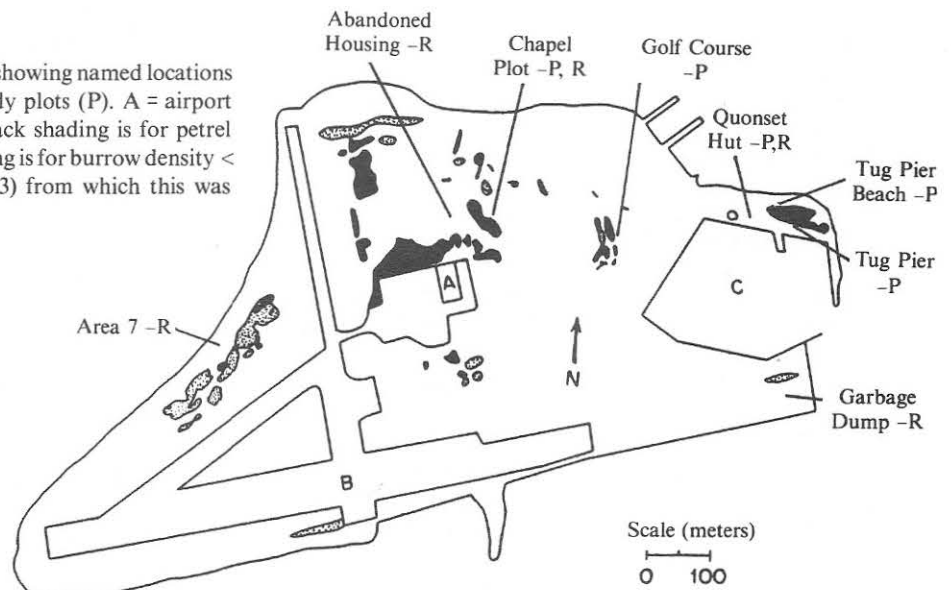 showing named locations
ly plots (P). A = airport
ack shading is for petrel
ng is for burrow density <
3) from which this was
Abandoned
Housing –R
Chapel
Plot –P, R
Golf Course
–P
Quonset
Hut –P,R
Tug Pier
Beach –P
Tug Pier
–P
A
C
Area 7 –R
N
Garbage
Dump –R
B
Scale (meters)
0 100